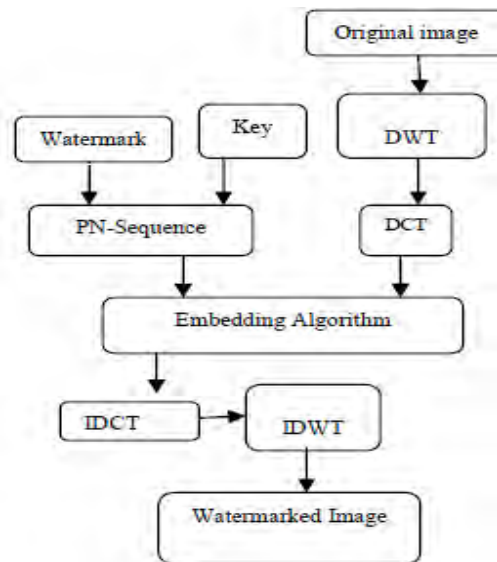 Original image
Watermark
Key
DWT
PN-Sequence
DCT
Embedding Algorithm
IDCT
IDWT
Watermarked Image